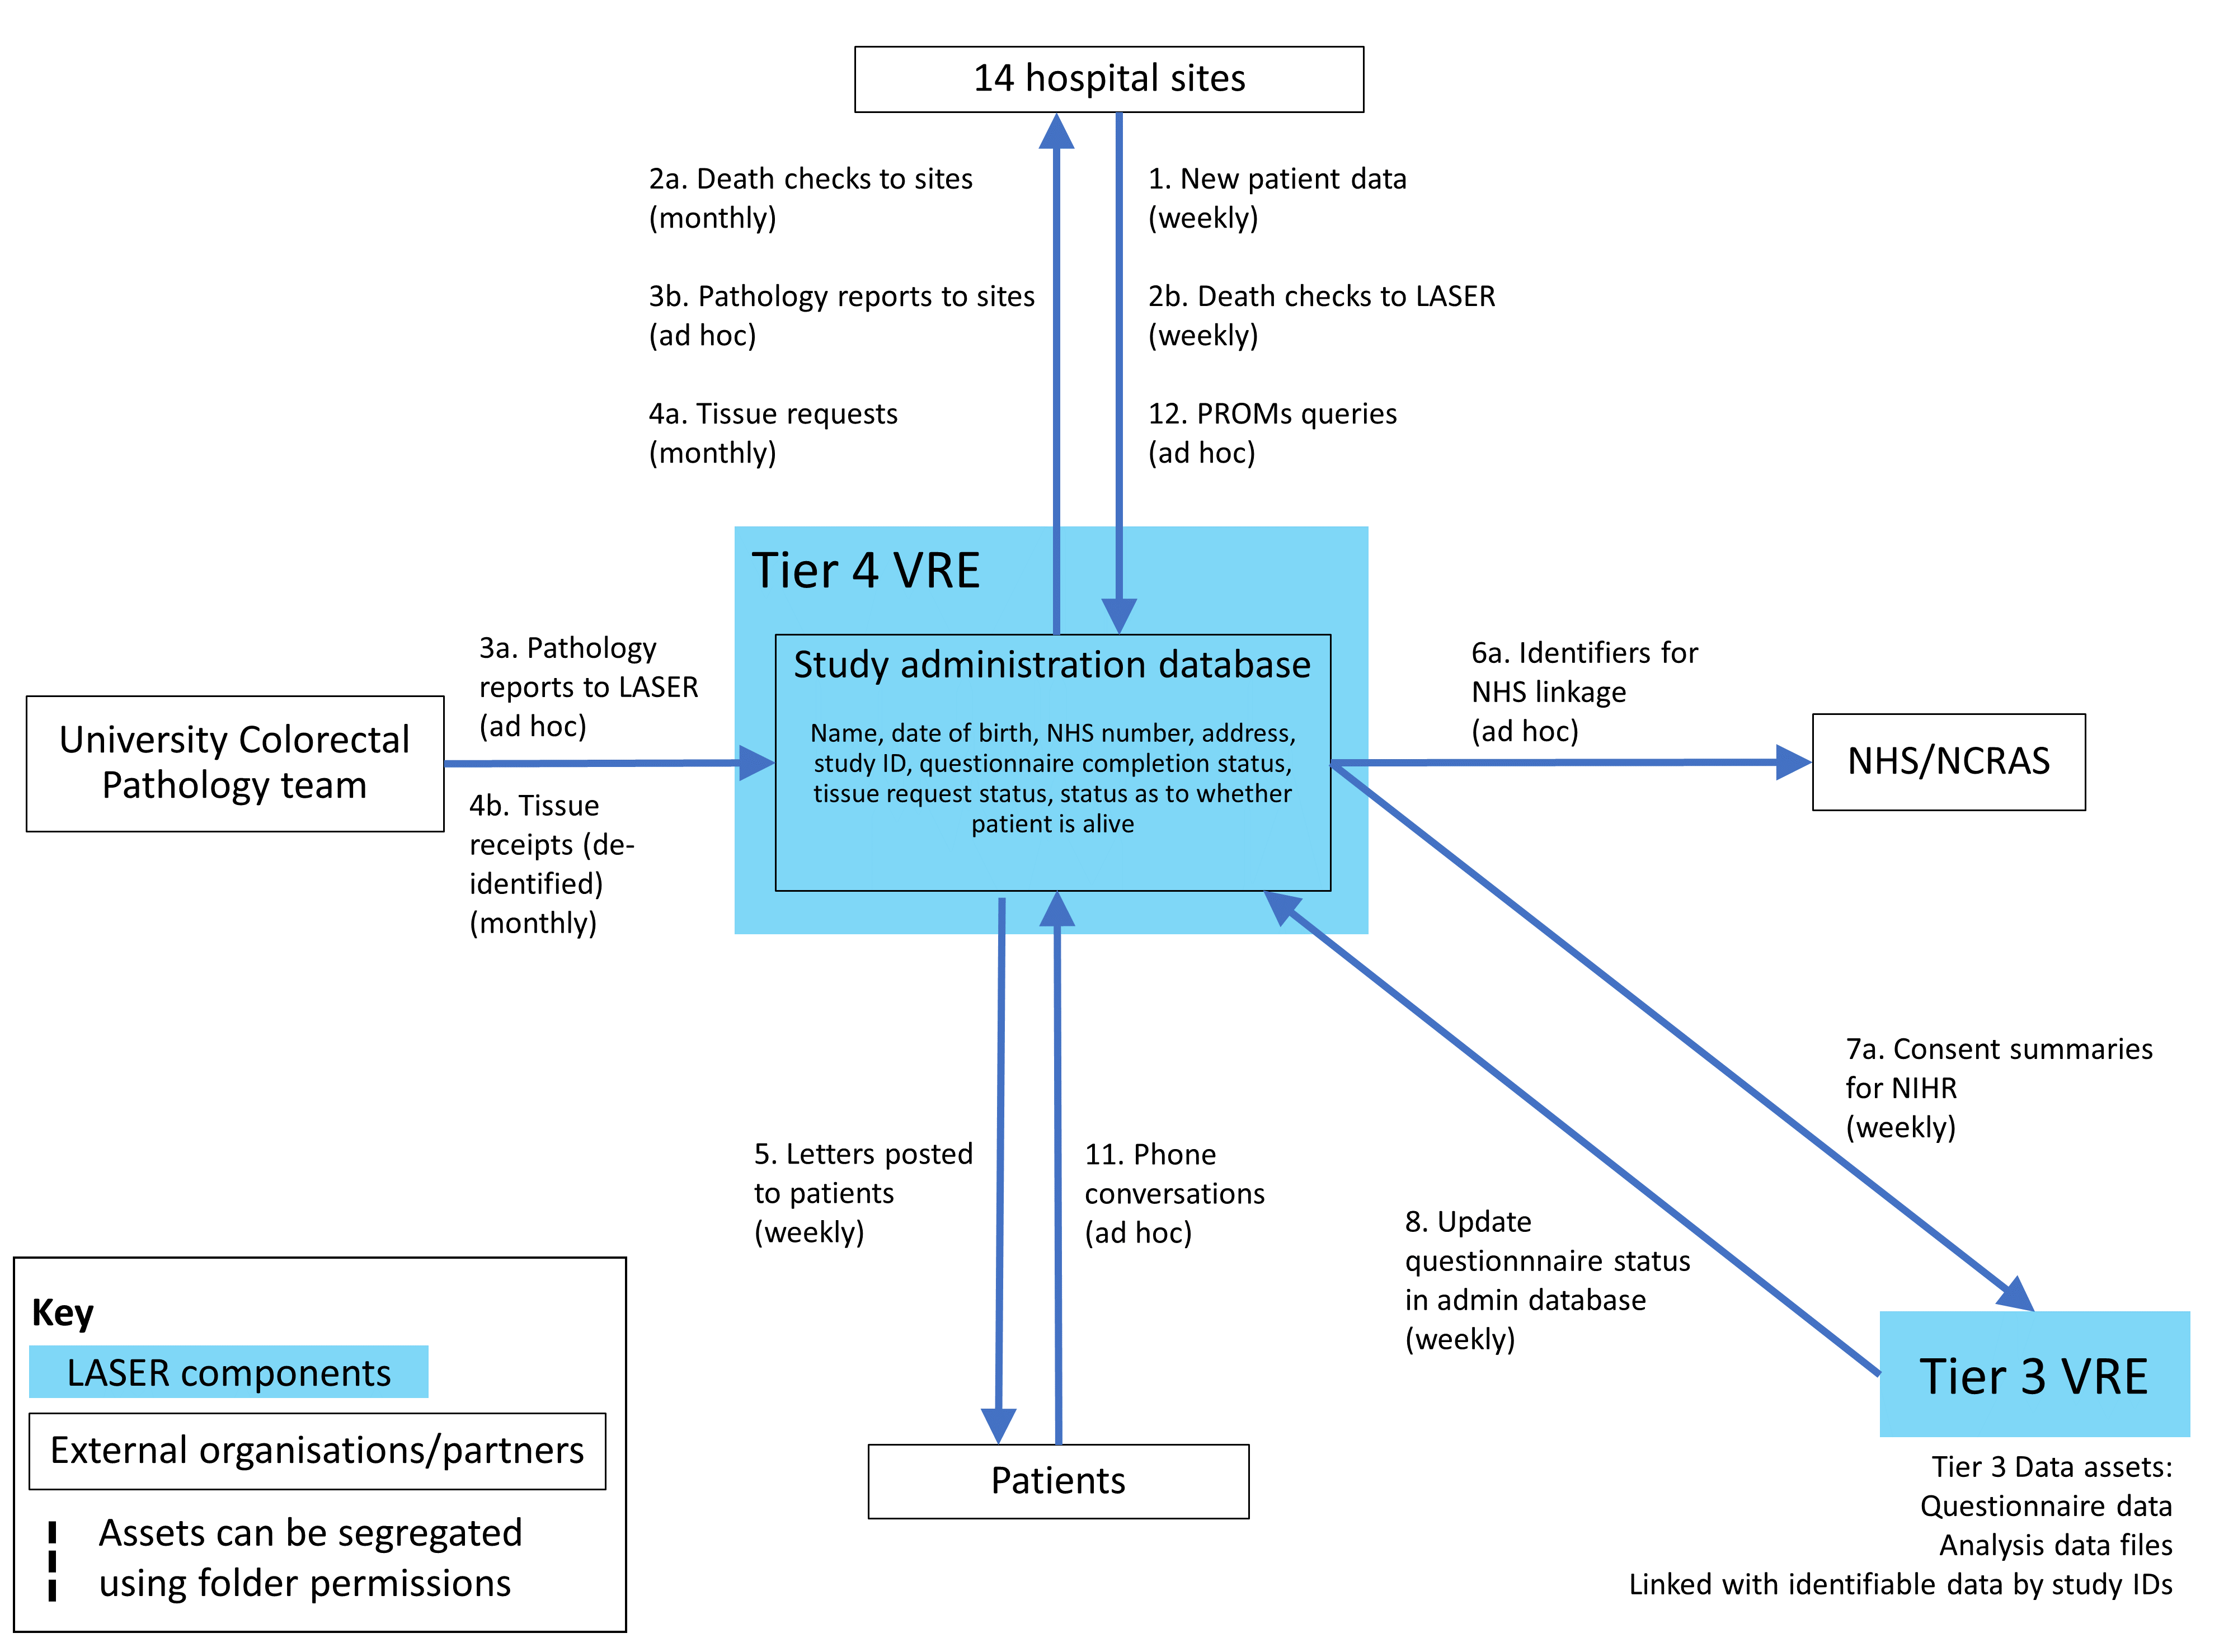 14 hospital sites
2a. Death checks to sites
(monthly)
3b. Pathology reports to sites
(ad hoc)
4a. Tissue requests
(monthly)
1. New patient data
(weekly)
2b. Death checks to LASER
(weekly)
12. PROMs queries
(ad hoc)
Tier 4 VRE
Study administration database
Name, date of birth, NHS number, address,
study ID, questionnaire completion status,
tissue request status, status as to whether
patient is alive
3a. Pathology
reports to LASER
(ad hoc)
University Colorectal
Pathology team
4b. Tissue
receipts (de-
identified)
(monthly)
6a. Identifiers for
NHS linkage
(ad hoc)
NHS/NCRAS
7a. Consent summaries
for NIHR
(weekly)
5. Letters posted
to patients
(weekly)
11. Phone
conversations
(ad hoc)
8. Update
questionnnaire status
in admin database
(weekly)
Tier 3 VRE
Tier 3 Data assets:
Questionnaire data
Analysis data files
Linked with identifiable data by study IDs
Patients
Key
LASER components
External organisations/partners
Assets can be segregated
using folder permissions